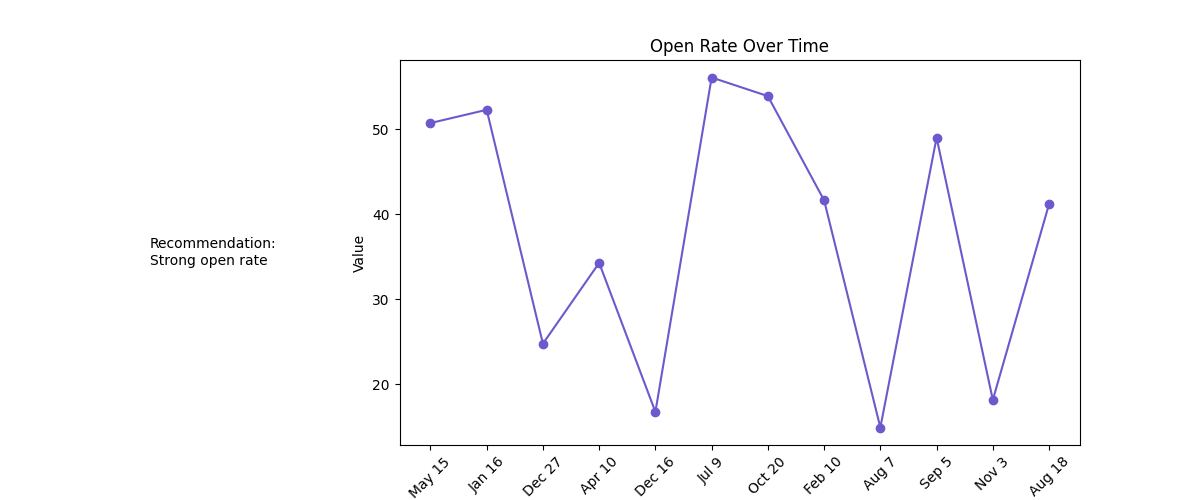 Open Rate Over Time
50
40
30
20
Value
Recommendation:
Strong open rate
May 15
Jan 16
Dec 27
Apr 10
Dec 16
Jul 9
Oct 20
Feb 10
Aug 7
Sep 5
Nov 3
Aug 18